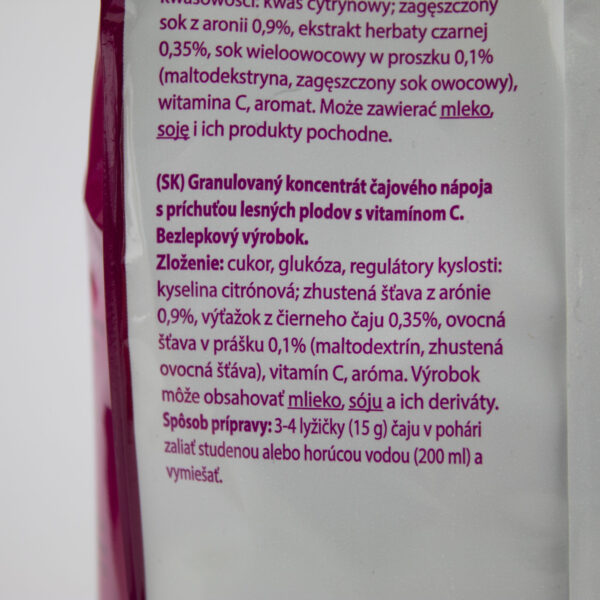 kwasowości: kwas cytrynowy; zagęszczony
sok z aronii 0,9%, ekstrakt herbaty czarnej
0,35%, sok wieloowocowy w proszku 0,1%
(maltodekstryna, zagęszczony sok owocowy),
witamina C, aromat. Może zawierać mleko,
soję i ich produkty pochodne.
(SK) Granulovaný koncentrát čajového nápoja
s príchuťou lesných plodov s vitamínom C.
Bezlepkový výrobok.
Zloženie: cukor, glukóza, regulátory kyslosti:
kyselina citrónová; zhustená šťava z arónie
0,9%, výťažok z čierneho čaju 0,35%, ovocná
šťava v prášku 0,1% (maltodextrín, zhustená
ovocná šťáva), vitamín C, aróma. Výrobok
môže obsahovať mlieko, sóju a ich deriváty.
Spôsob prípravy: 3-4 lyžičky (15 g) čaju v pohári
zaliať studenou alebo horúcou vodou (200 ml) a
vymiešať.